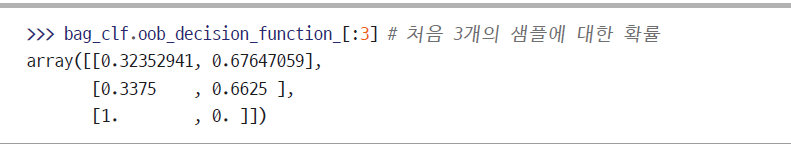 >>> bag_clf.oob_decision_function_[:3] # 처음 3개의 샘플에 대한 확률
array([[0.32352941, 0.67647059],
       [0.3375    , 0.6625 ],
       [1.        , 0. ]])